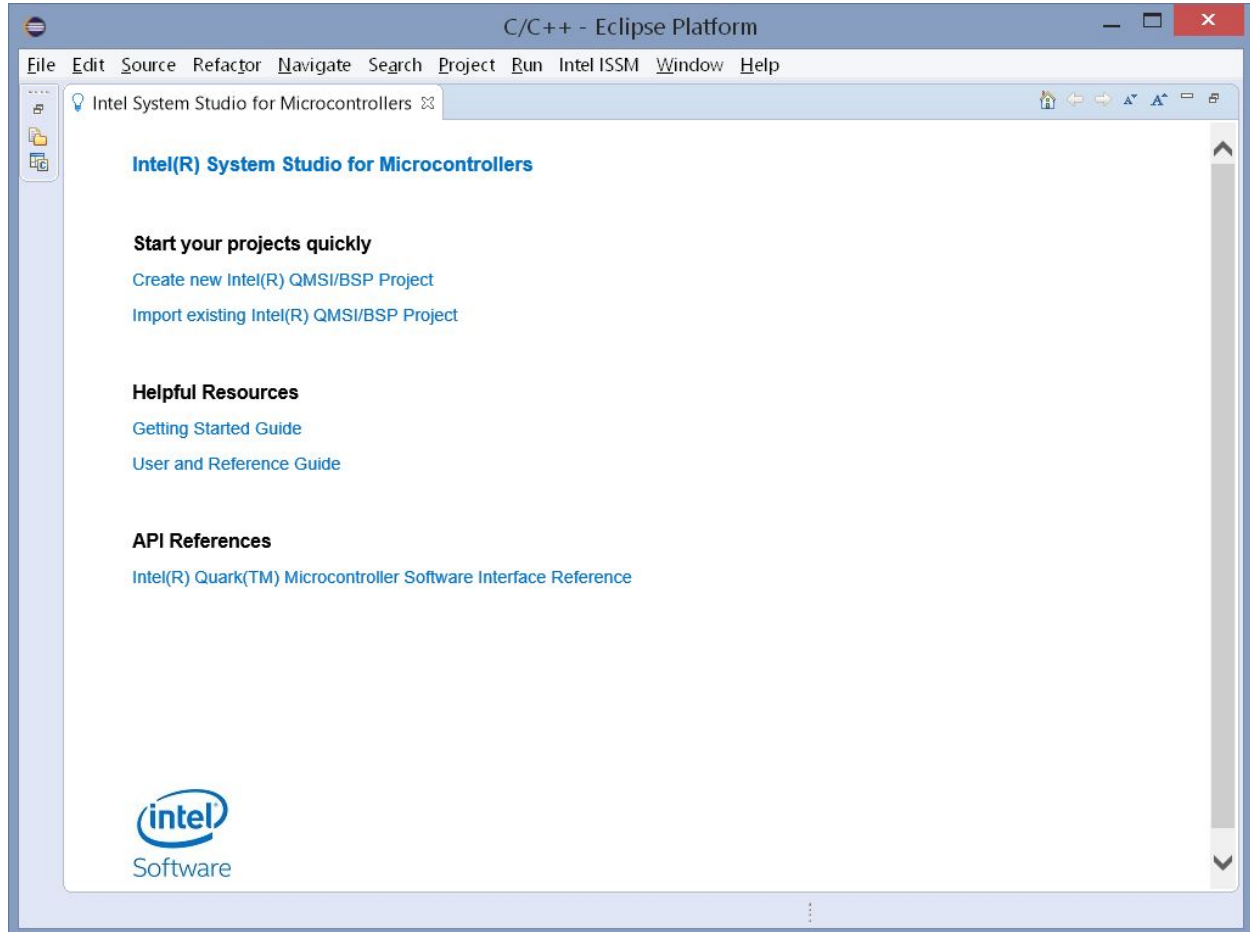 C/C++ - Eclipse Platform
File Edit Source Refactor Navigate Search Project Run Intel ISSM Window Help
Intel System Studio for Microcontrollers
Intel(R) System Studio for Microcontrollers
Start your projects quickly
Create new Intel(R) QMSI/BSP Project
Import existing Intel(R) QMSI/BSP Project
Helpful Resources
Getting Started Guide
User and Reference Guide
API References
Intel(R) Quark(TM) Microcontroller Software Interface Reference
intel
Software